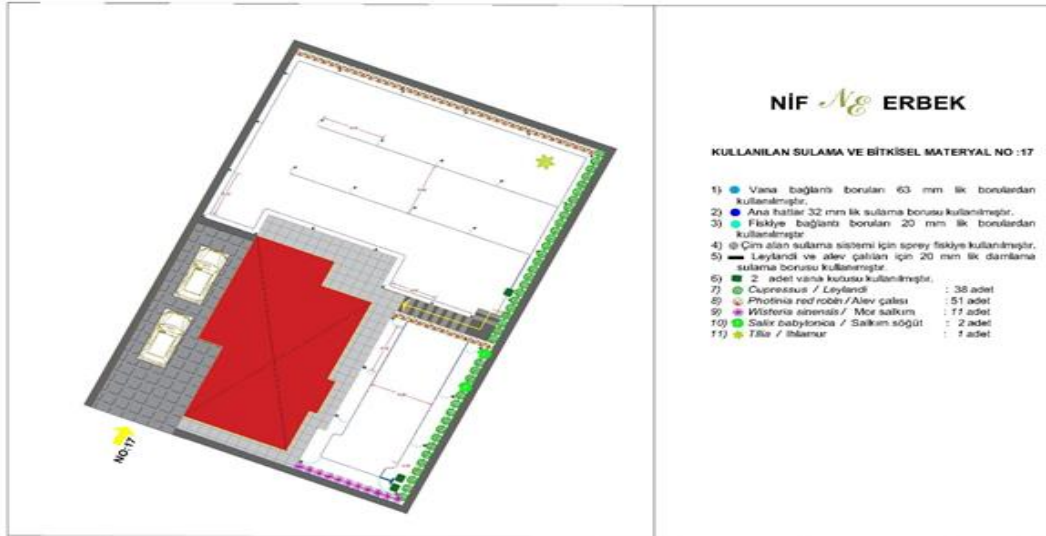 NİF NE ERBEK
KULLANILAN SULAMA VE BİTKİSEL MATERYAL NO :17
1) Vana bağlantı boruları 63 mm lik borulardan
kullanılmıştır.
2) Ana hatlar 32 mm lik sulama borusu kullanılmıştır.
3) Fiskiye bağlantı boruları 20 mm lik borulardan
kullanılmıştır
4) Çim alan sulama sistemi için sprey fiskiye kullanılmıştır.
5) Leylandi ve alev çalıları için 20 mm lik damlama
sulama borusu kullanılmıştır.
6) 2 adet vana kutusu kullanılmıştır.
7) Cupressus / Leylandi : 38 adet
8) Photinia red robin / Alev çalısı : 51 adet
9) Wisteria sinensis / Mor salkım : 11 adet
10) Salix babylonica / Salkım söğüt : 2 adet
11) Tilia / Ihlamur : 1 adet
NO:17